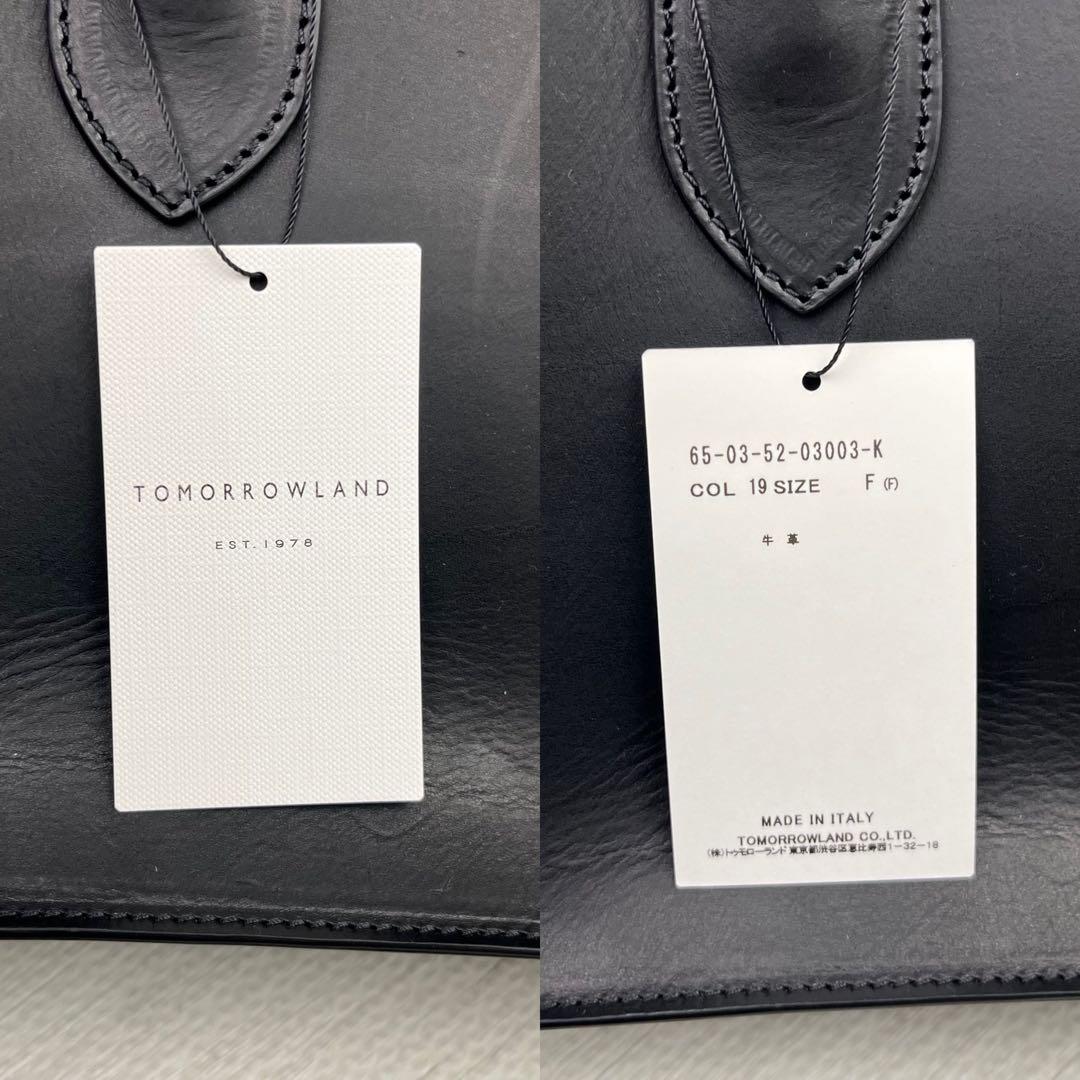 TOMORROWLAND
EST. 1978
65-03-52-03003-K
COL 19 SIZE F (F)
牛 革
MADE IN ITALY
TOMORROWLAND CO.,LTD.
(株)トゥモローランド 東京都渋谷区恵比寿西1-32-18